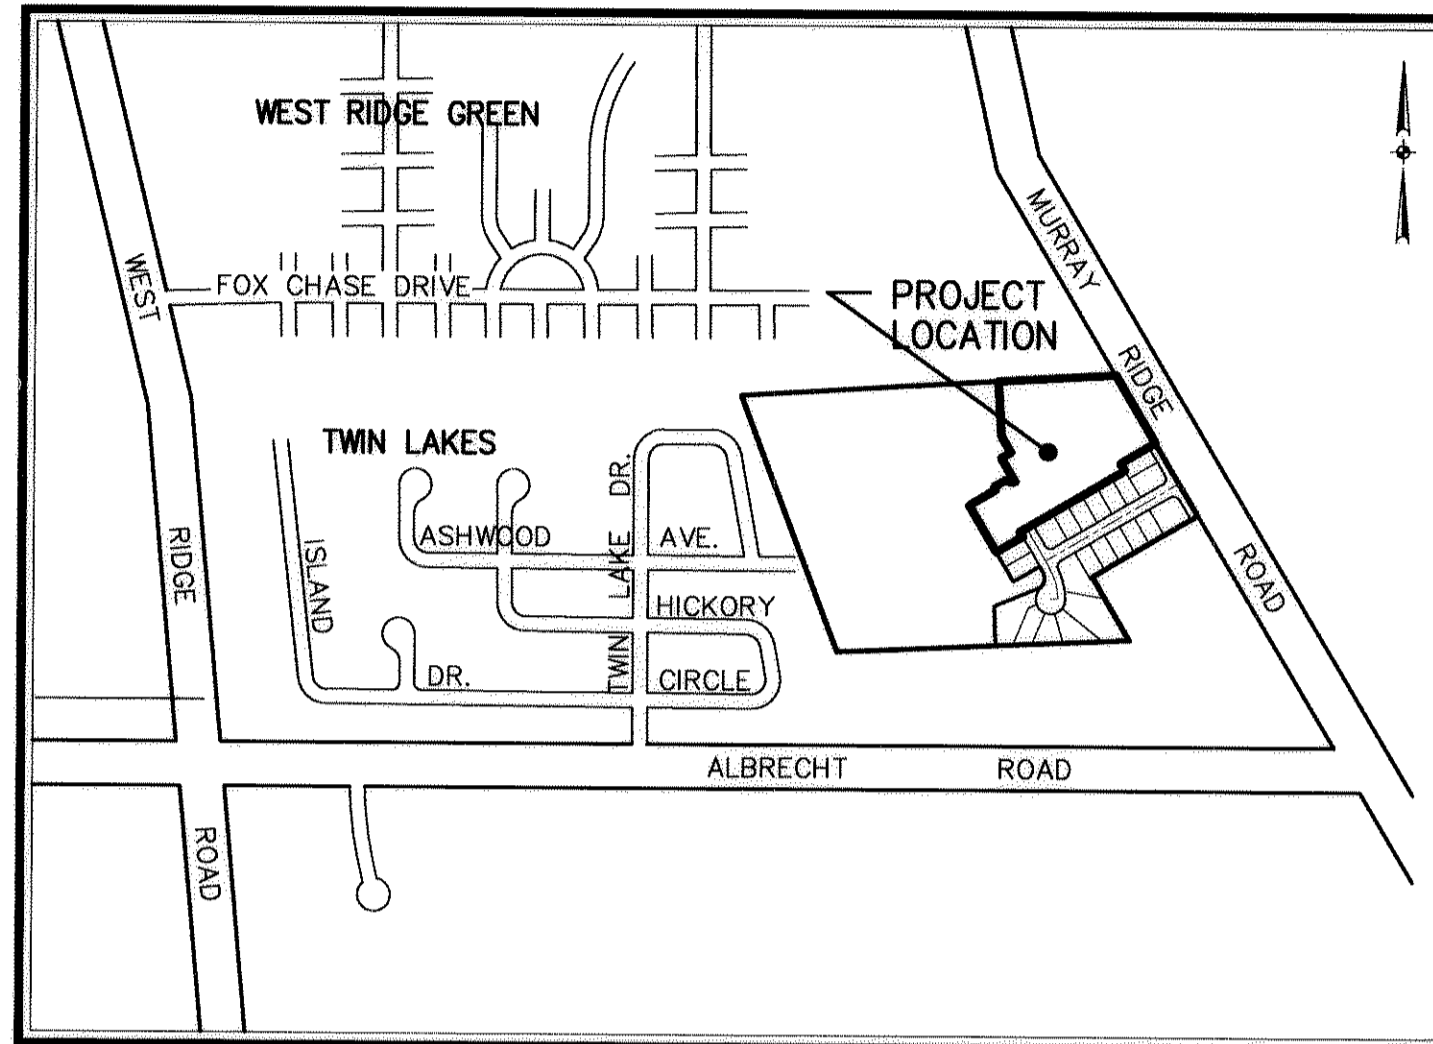 WEST RIDGE GREEN
MURRAY
RIDGE
ROAD
WEST
RIDGE
ROAD
FOX CHASE DRIVE
PROJECT
LOCATION
TWIN LAKES
TWIN LAKE DR.
ASHWOOD AVE.
ISLAND
DR.
HICKORY
CIRCLE
ALBRECHT ROAD